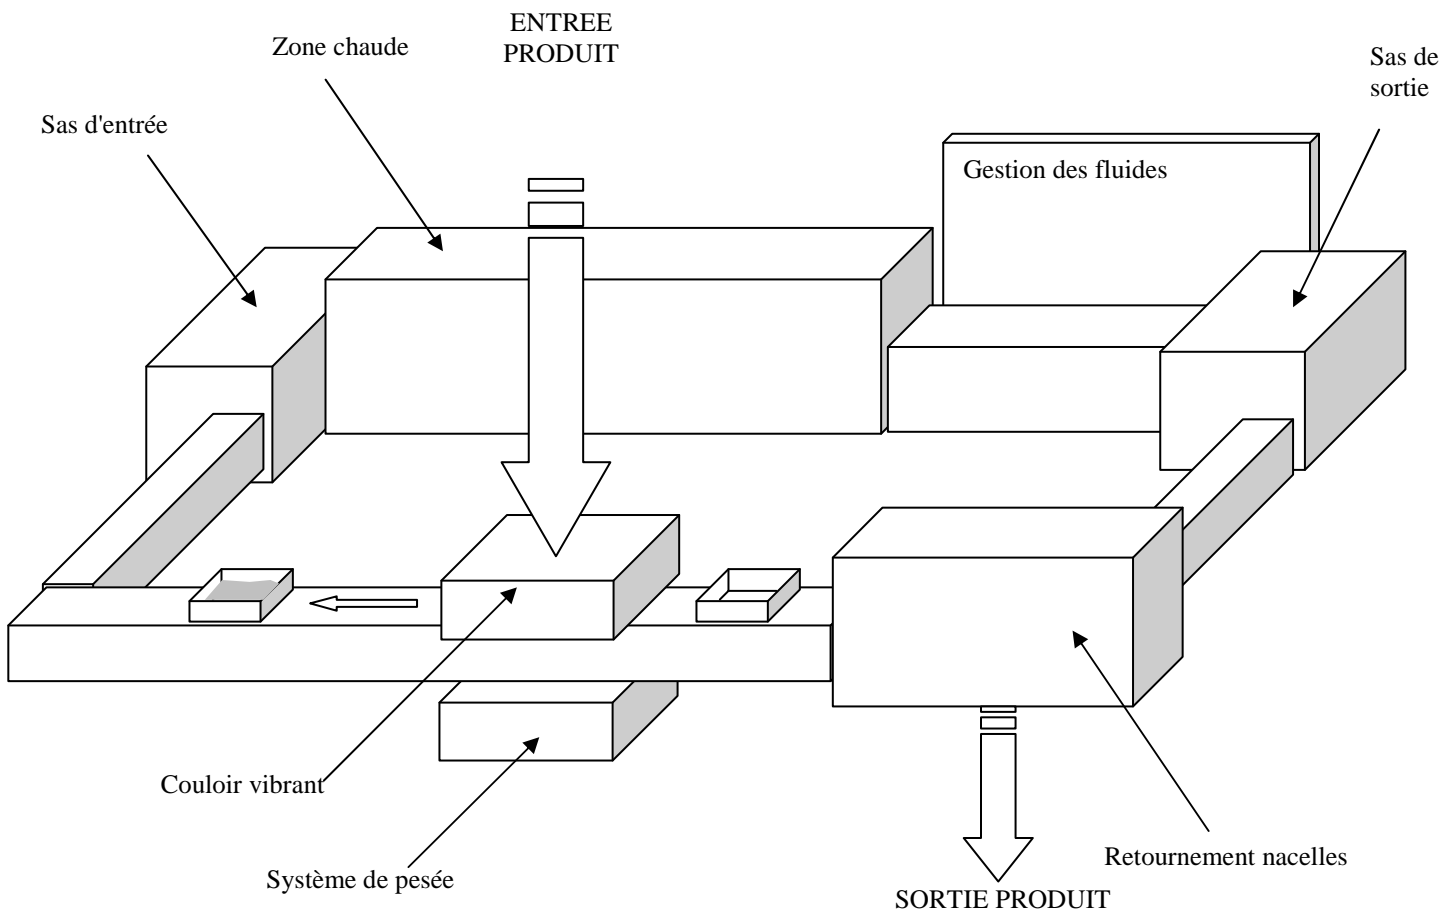 ENTREE
PRODUIT
Zone chaude
Sas de
sortie
Sas d'entrée
Gestion des fluides
Couloir vibrant
Système de pesée
Retournement nacelles
SORTIE PRODUIT